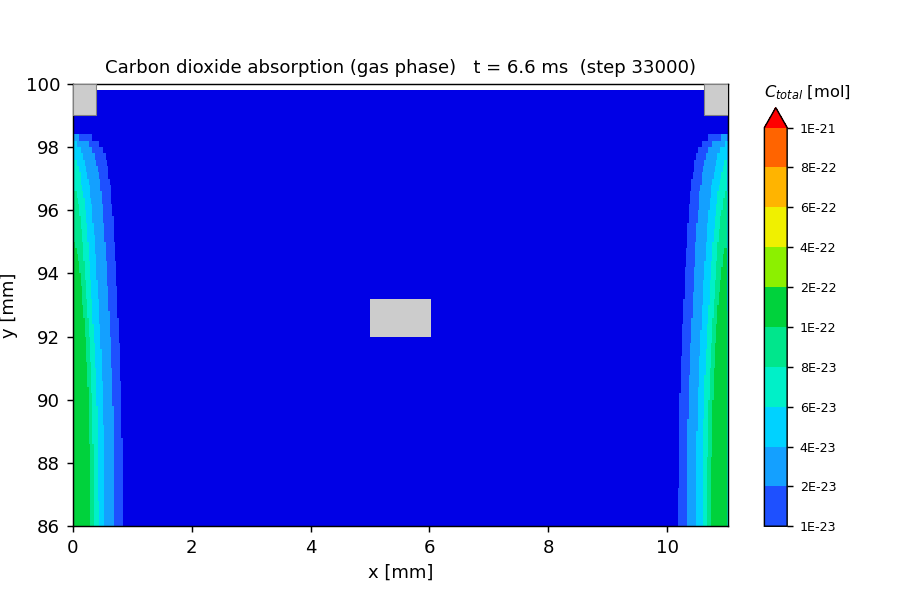 Carbon dioxide absorption (gas phase)   t = 6.6 ms  (step 33000)
C_total [mol]
1E-21
8E-22
6E-22
4E-22
2E-22
1E-22
8E-23
6E-23
4E-23
2E-23
1E-23
y [mm]
100
98
96
94
92
90
88
86
0 2 4 6 8 10
x [mm]